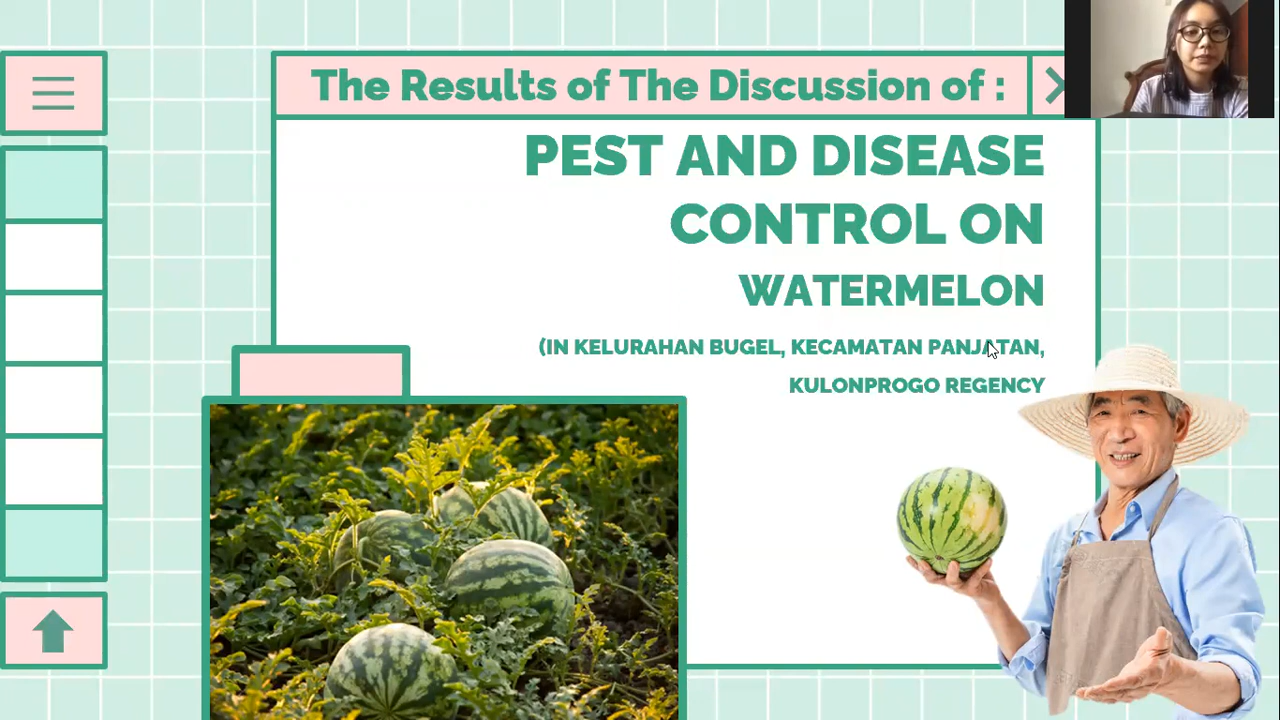 The Results of The Discussion of :
PEST AND DISEASE
CONTROL ON
WATERMELON
(IN KELURAHAN BUGEL, KECAMATAN PANJATAN,
KULONPROGO REGENCY